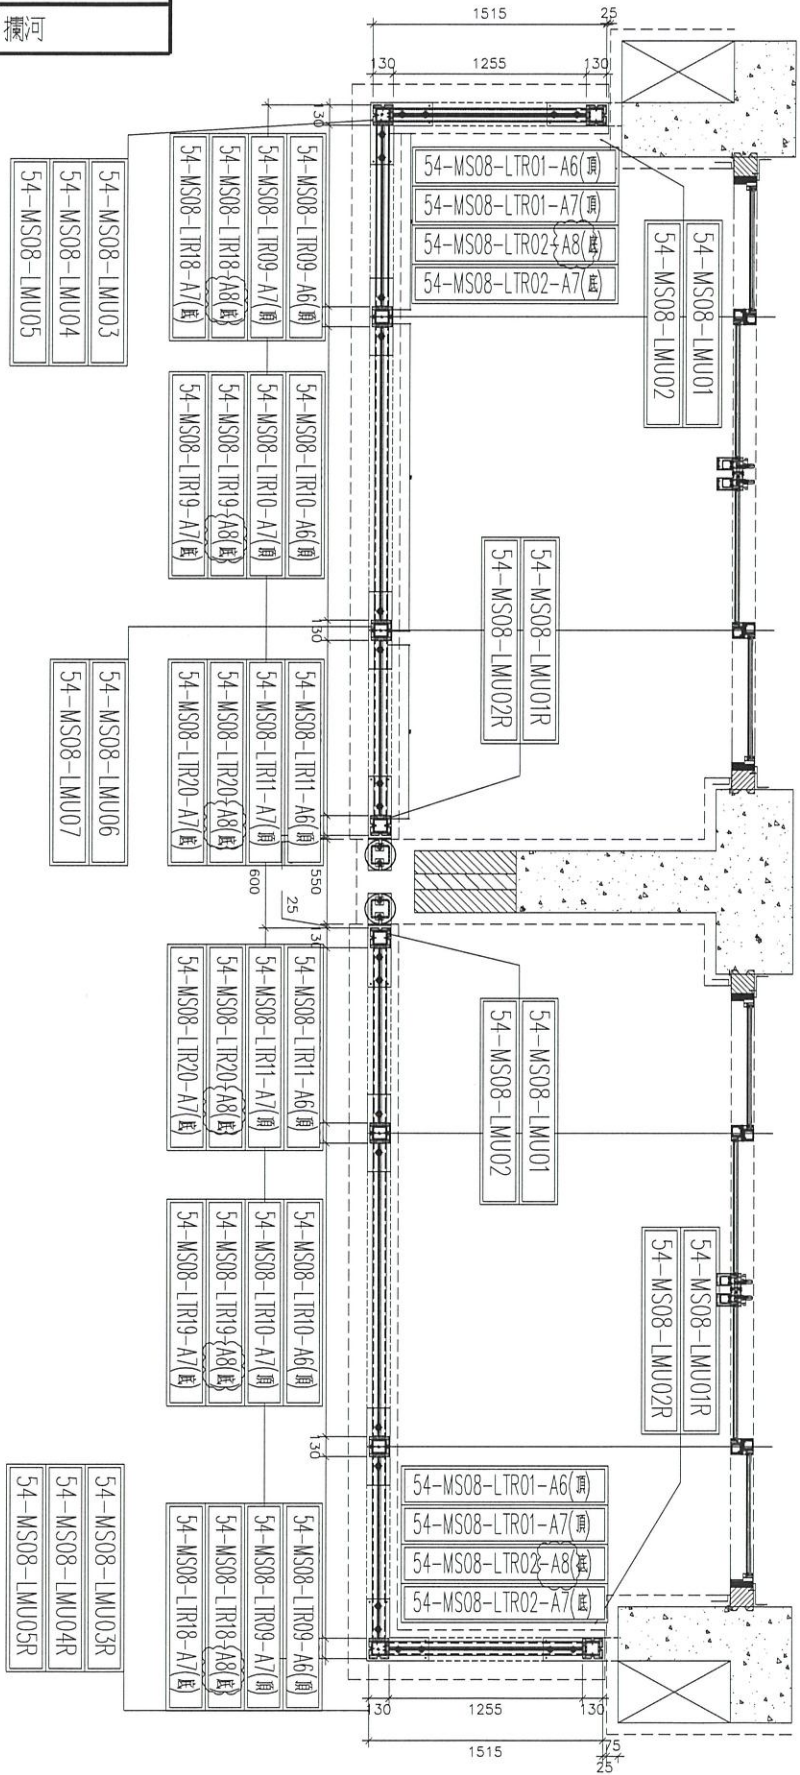 攔河
1515
25
130
1255
130
130
54-MS08-LTR01-A6(頂)
54-MS08-LTR01-A7(頂)
54-MS08-LTR02-A8(底)
54-MS08-LTR02-A7(底)
54-MS08-LMU01
54-MS08-LMU02
54-MS08-LTR09-A6(頂)
54-MS08-LTR09-A7(頂)
54-MS08-LTR18-A8(底)
54-MS08-LTR18-A7(底)
54-MS08-LMU03
54-MS08-LMU04
54-MS08-LMU05
54-MS08-LTR10-A6(頂)
54-MS08-LTR10-A7(頂)
54-MS08-LTR19-A8(底)
54-MS08-LTR19-A7(底)
54-MS08-LMU01R
54-MS08-LMU02R
130
54-MS08-LMU06
54-MS08-LMU07
54-MS08-LTR11-A6(頂)
54-MS08-LTR11-A7(頂)
54-MS08-LTR20-A8(底)
54-MS08-LTR20-A7(底)
550
600
25
130
54-MS08-LTR11-A6(頂)
54-MS08-LTR11-A7(頂)
54-MS08-LTR20-A8(底)
54-MS08-LTR20-A7(底)
54-MS08-LMU01
54-MS08-LMU02
54-MS08-LTR10-A6(頂)
54-MS08-LTR10-A7(頂)
54-MS08-LTR19-A8(底)
54-MS08-LTR19-A7(底)
54-MS08-LMU01R
54-MS08-LMU02R
130
54-MS08-LTR01-A6(頂)
54-MS08-LTR01-A7(頂)
54-MS08-LTR02-A8(底)
54-MS08-LTR02-A7(底)
54-MS08-LTR09-A6(頂)
54-MS08-LTR09-A7(頂)
54-MS08-LTR18-A8(底)
54-MS08-LTR18-A7(底)
54-MS08-LMU03R
54-MS08-LMU04R
54-MS08-LMU05R
130
1255
130
1515
75
25